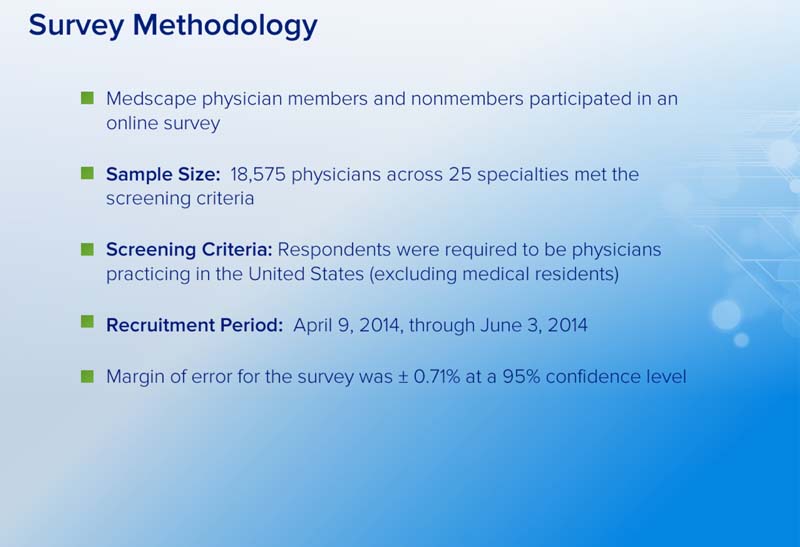 Survey Methodology
Medscape physician members and nonmembers participated in an
online survey
Sample Size:  18,575 physicians across 25 specialties met the
screening criteria
Screening Criteria: Respondents were required to be physicians
practicing in the United States (excluding medical residents)
Recruitment Period:  April 9, 2014, through June 3, 2014
Margin of error for the survey was ± 0.71% at a 95% confidence level